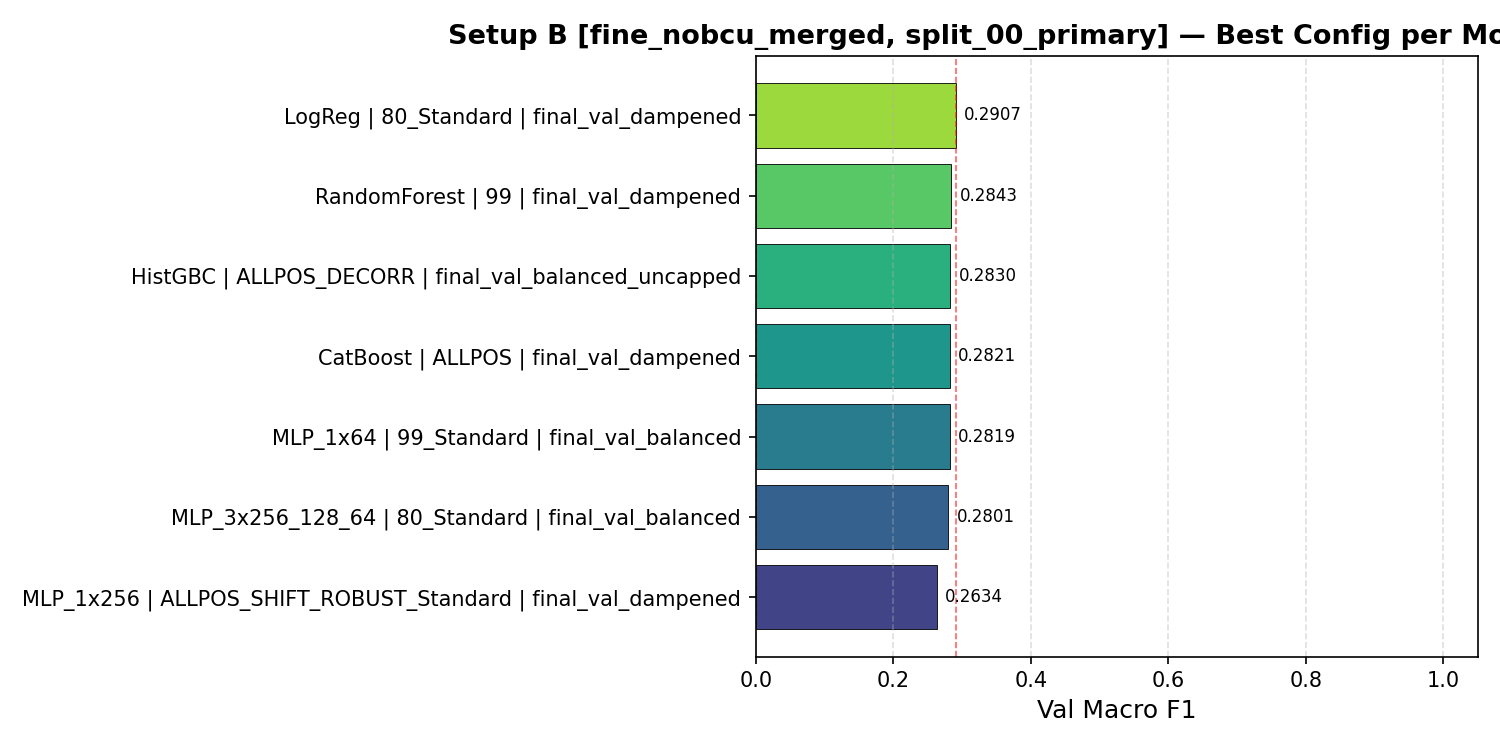 Setup B [fine_nobcu_merged, split_00_primary] — Best Config per Mo
LogReg | 80_Standard | final_val_dampened 0.2907
RandomForest | 99 | final_val_dampened 0.2843
HistGBC | ALLPOS_DECORR | final_val_balanced_uncapped 0.2830
CatBoost | ALLPOS | final_val_dampened 0.2821
MLP_1x64 | 99_Standard | final_val_balanced 0.2819
MLP_3x256_128_64 | 80_Standard | final_val_balanced 0.2801
MLP_1x256 | ALLPOS_SHIFT_ROBUST_Standard | final_val_dampened 0.2634
0.0 0.2 0.4 0.6 0.8 1.0
Val Macro F1